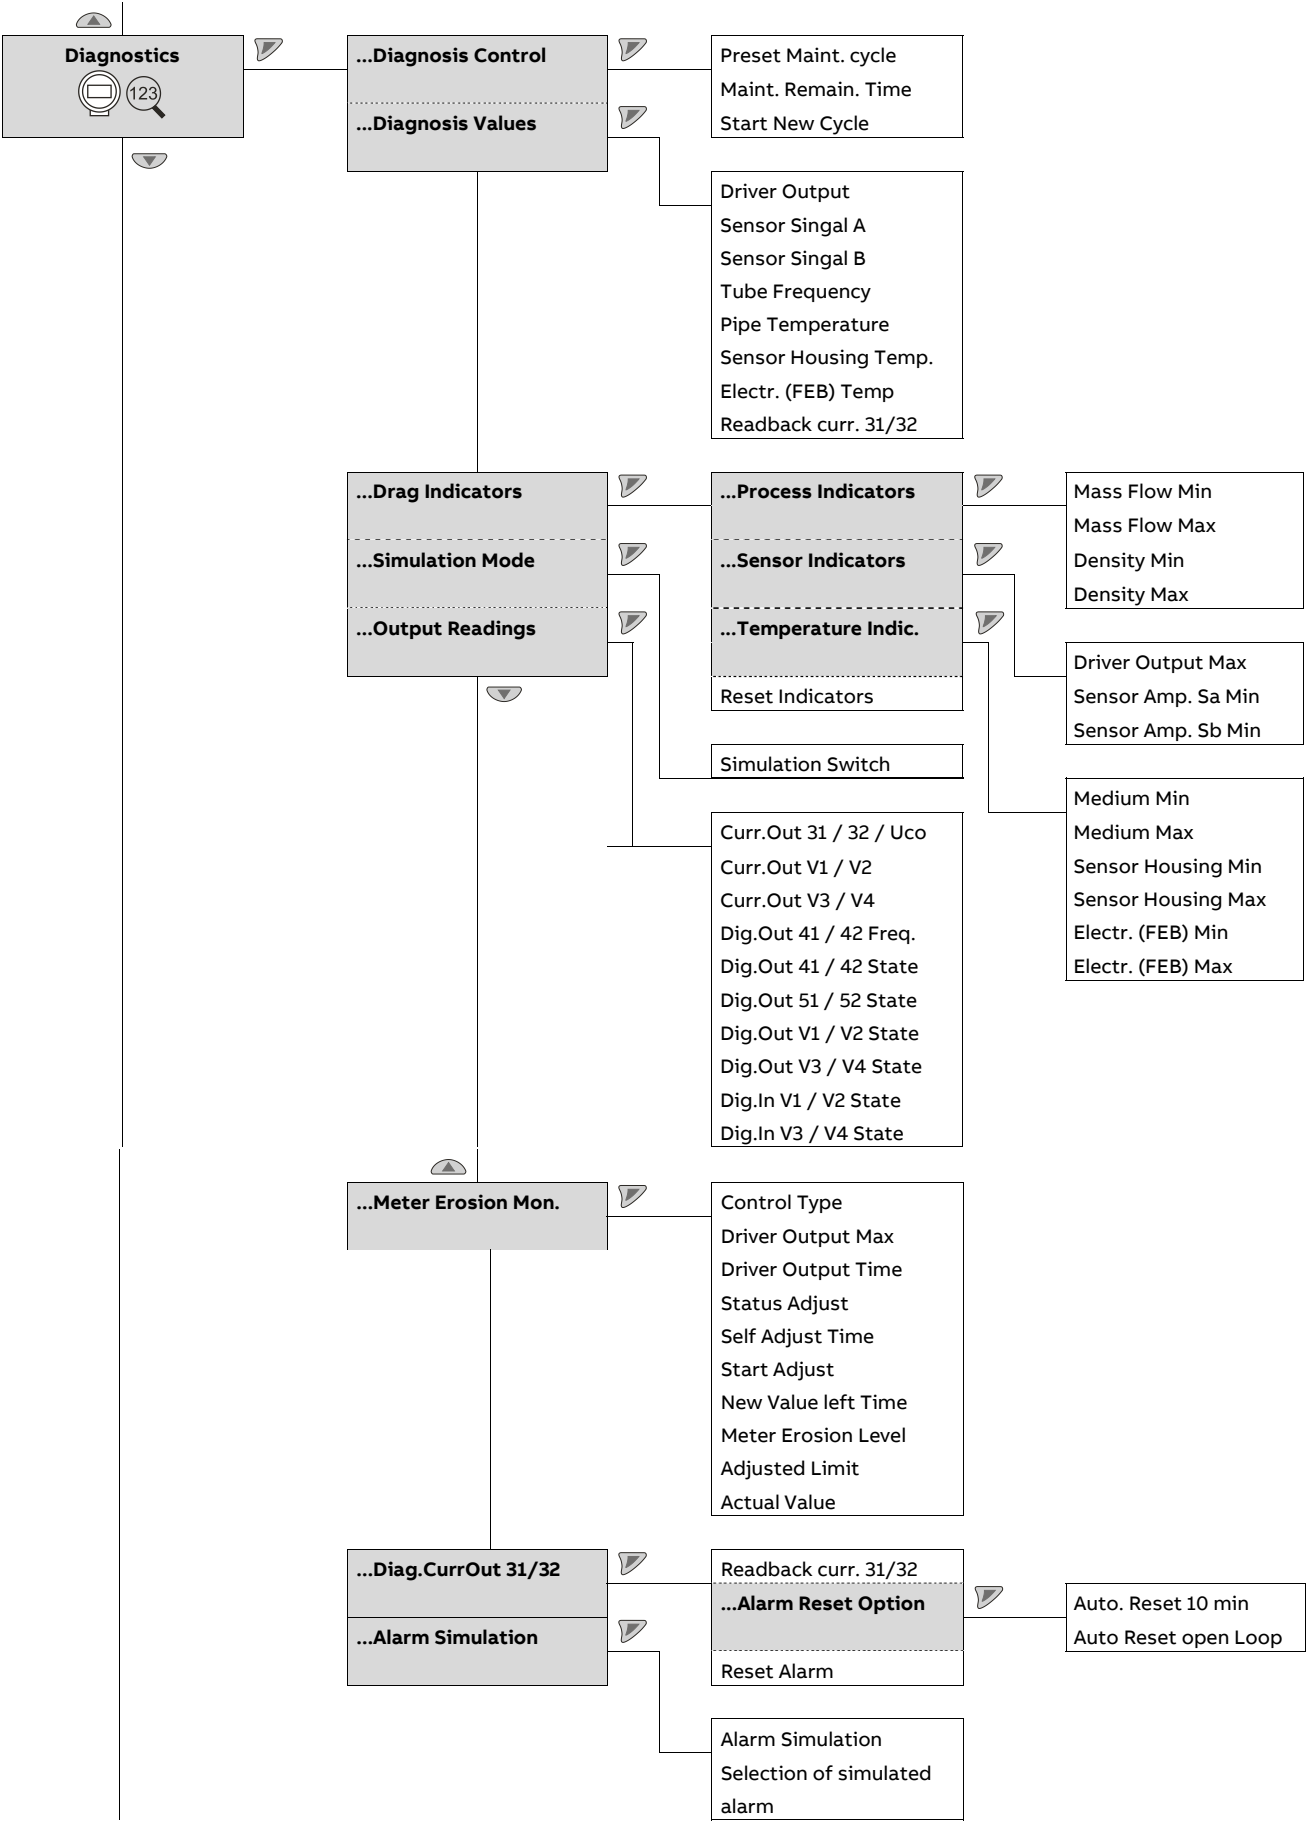 Diagnostics
123
...Diagnosis Control
...Diagnosis Values
Preset Maint. cycle
Maint. Remain. Time
Start New Cycle
Driver Output
Sensor Singal A
Sensor Singal B
Tube Frequency
Pipe Temperature
Sensor Housing Temp.
Electr. (FEB) Temp
Readback curr. 31/32
...Drag Indicators
...Simulation Mode
...Output Readings
...Process Indicators
...Sensor Indicators
...Temperature Indic.
Reset Indicators
Mass Flow Min
Mass Flow Max
Density Min
Density Max
Driver Output Max
Sensor Amp. Sa Min
Sensor Amp. Sb Min
Medium Min
Medium Max
Sensor Housing Min
Sensor Housing Max
Electr. (FEB) Min
Electr. (FEB) Max
Simulation Switch
Curr.Out 31 / 32 / Uco
Curr.Out V1 / V2
Curr.Out V3 / V4
Dig.Out 41 / 42 Freq.
Dig.Out 41 / 42 State
Dig.Out 51 / 52 State
Dig.Out V1 / V2 State
Dig.Out V3 / V4 State
Dig.In V1 / V2 State
Dig.In V3 / V4 State
...Meter Erosion Mon.
Control Type
Driver Output Max
Driver Output Time
Status Adjust
Self Adjust Time
Start Adjust
New Value left Time
Meter Erosion Level
Adjusted Limit
Actual Value
...Diag.CurrOut 31/32
...Alarm Simulation
Readback curr. 31/32
...Alarm Reset Option
Reset Alarm
Auto. Reset 10 min
Auto Reset open Loop
Alarm Simulation
Selection of simulated
alarm